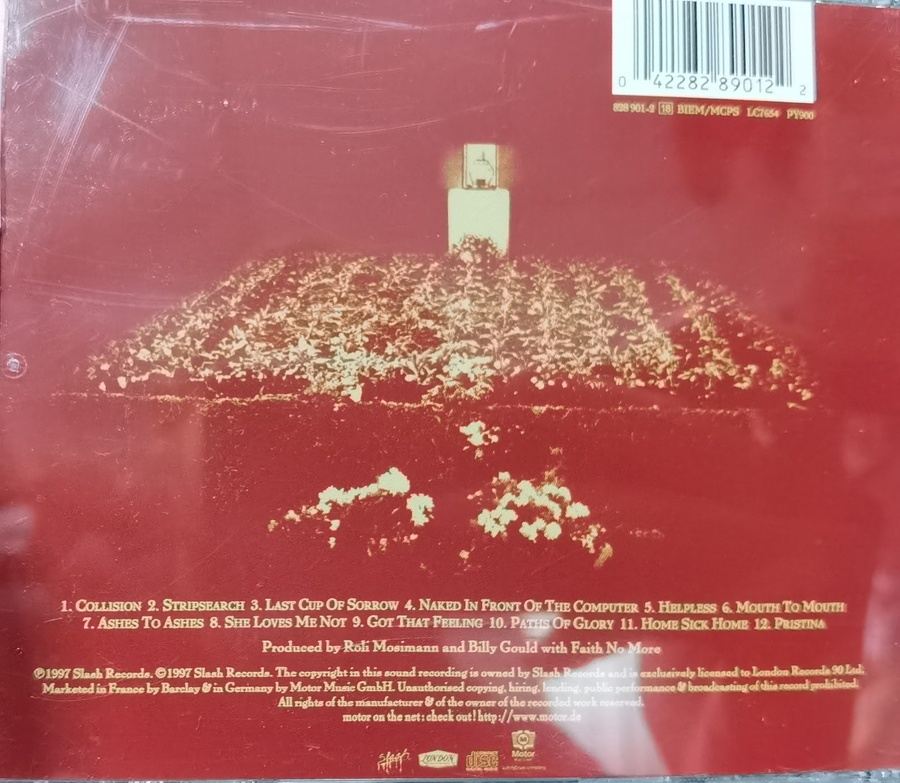 0 42282 89012 2
828 901-2 18 BIEM/MCPS LC7654 PY900
1. COLLISION 2. STRIPSEARCH 3. LAST CUP OF SORROW 4. NAKED IN FRONT OF THE COMPUTER 5. HELPLESS 6. MOUTH TO MOUTH
7. ASHES TO ASHES 8. SHE LOVES ME NOT 9. GOT THAT FEELING 10. PATHS OF GLORY 11. HOME SICK HOME 12. PRISTINA
Produced by Roli Mosimann and Billy Gould with Faith No More
℗1997 Slash Records. ©1997 Slash Records. The copyright in this sound recording is owned by Slash Records and is exclusively licensed to London Records 90 Ltd.
Marketed in France by Barclay & in Germany by Motor Music GmbH. Unauthorised copying, hiring, lending, public performance & broadcasting of this record prohibited.
All rights of the manufacturer & of the owner of the recorded work reserved.
motor on the net: check out! http://www.motor.de
slash LONDON disc Motor